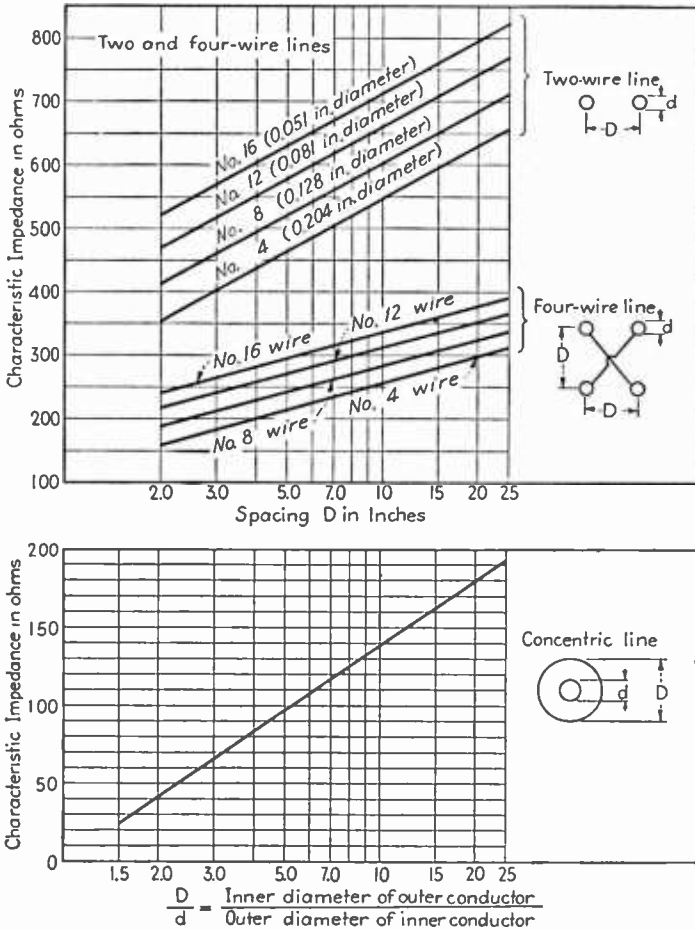 Two and four-wire lines
Characteristic Impedance in ohms
800
700
600
500
400
300
200
100
No. 16 (0.051 in. diameter)
No. 12 (0.081 in. diameter)
No. 8 (0.128 in. diameter)
No. 4 (0.204 in. diameter)
Two-wire line
d
D
No. 16 wire
No. 12 wire
No. 8 wire
No. 4 wire
Four-wire line
d
D
D
2.0 3.0 5.0 7.0 10 15 20 25
Spacing D in Inches
Characteristic Impedance in ohms
200
150
100
50
0
Concentric line
d
D
1.5 2.0 3.0 5.0 7.0 10 15 20 25
D/d = Inner diameter of outer conductor / Outer diameter of inner conductor